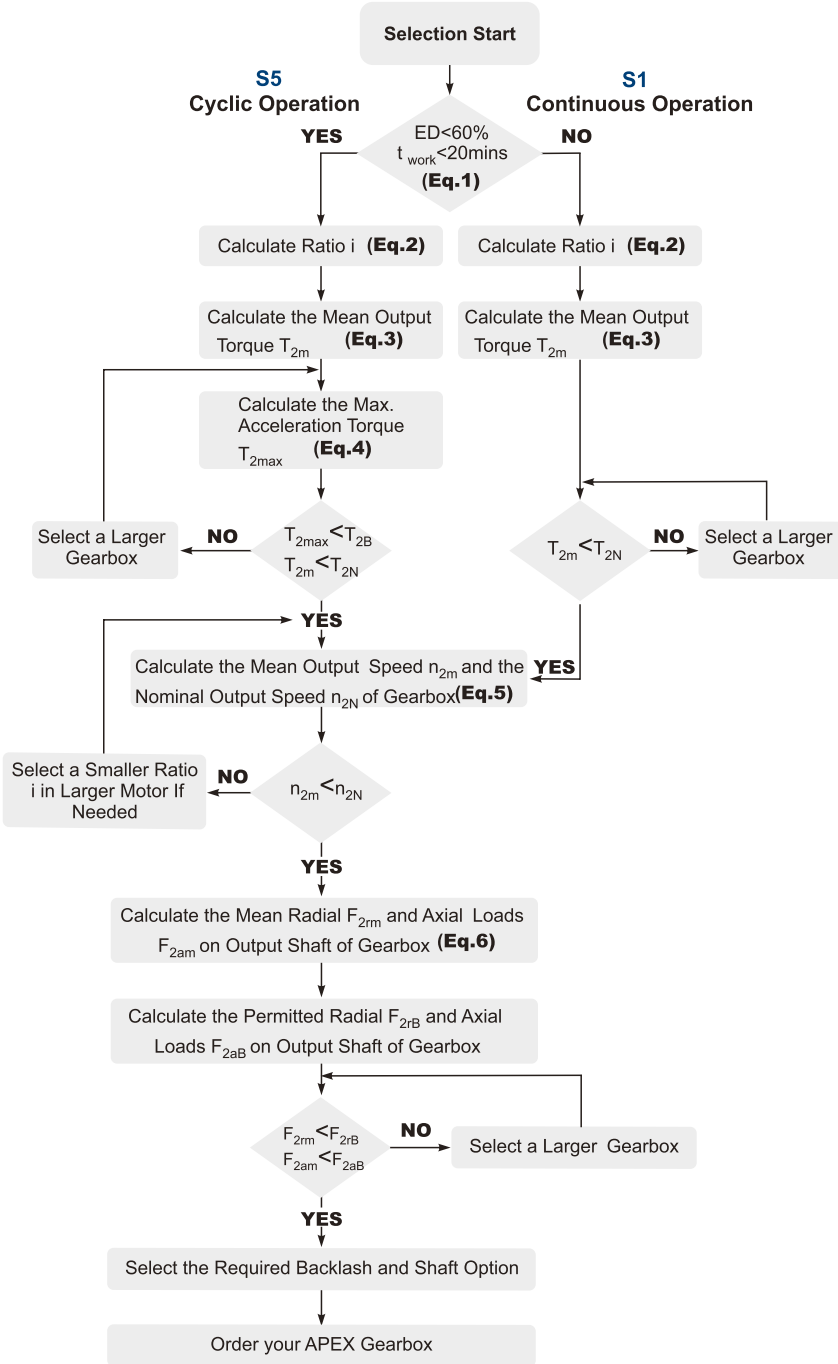 Selection Start
S5
Cyclic Operation
S1
Continuous Operation
YES
ED<60%
t work<20mins
(Eq.1)
NO
Calculate Ratio i (Eq.2)
Calculate Ratio i (Eq.2)
Calculate the Mean Output
Torque T2m (Eq.3)
Calculate the Mean Output
Torque T2m (Eq.3)
Calculate the Max.
Acceleration Torque
T2max (Eq.4)
Select a Larger
Gearbox
NO
T2max<T2B
T2m<T2N
T2m<T2N
NO
Select a Larger
Gearbox
YES
Calculate the Mean Output Speed n2m and the
Nominal Output Speed n2N of Gearbox(Eq.5)
YES
Select a Smaller Ratio
i in Larger Motor If
Needed
NO
n2m<n2N
YES
Calculate the Mean Radial F2rm and Axial Loads
F2am on Output Shaft of Gearbox (Eq.6)
Calculate the Permitted Radial F2rB and Axial
Loads F2aB on Output Shaft of Gearbox
F2rm<F2rB
F2am<F2aB
NO
Select a Larger Gearbox
YES
Select the Required Backlash and Shaft Option
Order your APEX Gearbox